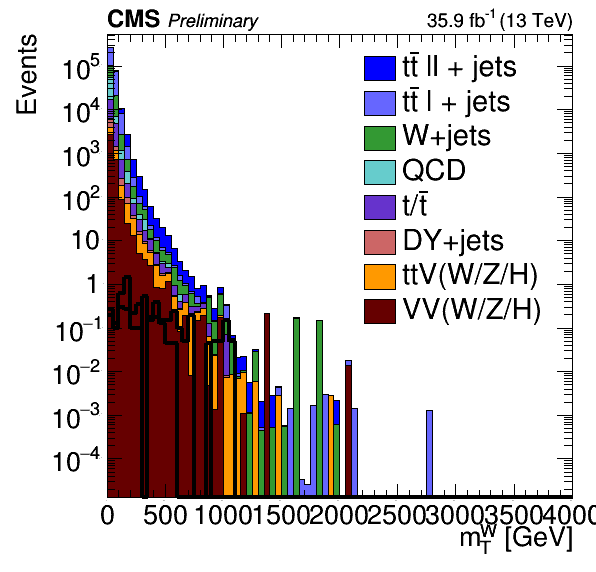 CMS Preliminary 35.9 fb⁻¹ (13 TeV)
Events
tt̄ ll + jets
tt̄ l + jets
W+jets
QCD
t/t̄
DY+jets
ttV(W/Z/H)
VV(W/Z/H)
10⁵
10⁴
10³
10²
10
1
10⁻¹
10⁻²
10⁻³
10⁻⁴
0 500 1000 1500 2000 2500 3000 3500 4000
m_T^W [GeV]